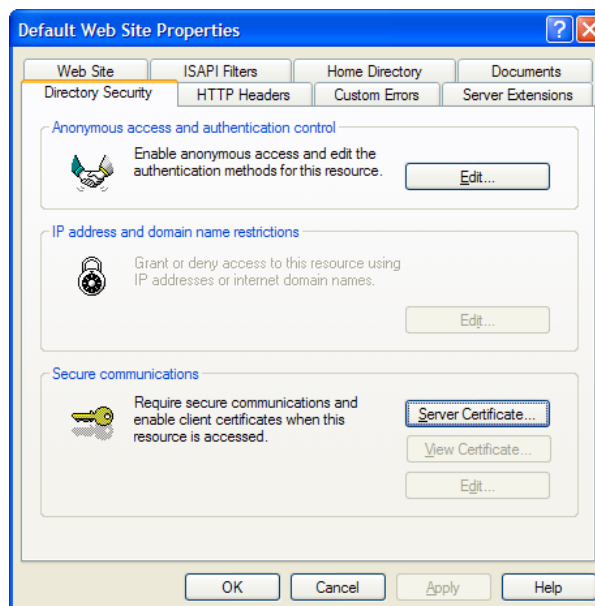 Default Web Site Properties
?
Web Site ISAPI Filters Home Directory Documents
Directory Security HTTP Headers Custom Errors Server Extensions
Anonymous access and authentication control
Enable anonymous access and edit the
authentication methods for this resource.
Edit...
IP address and domain name restrictions
Grant or deny access to this resource using
IP addresses or internet domain names.
Edit...
Secure communications
Require secure communications and
enable client certificates when this
resource is accessed.
Server Certificate...
View Certificate...
Edit...
OK Cancel Apply Help